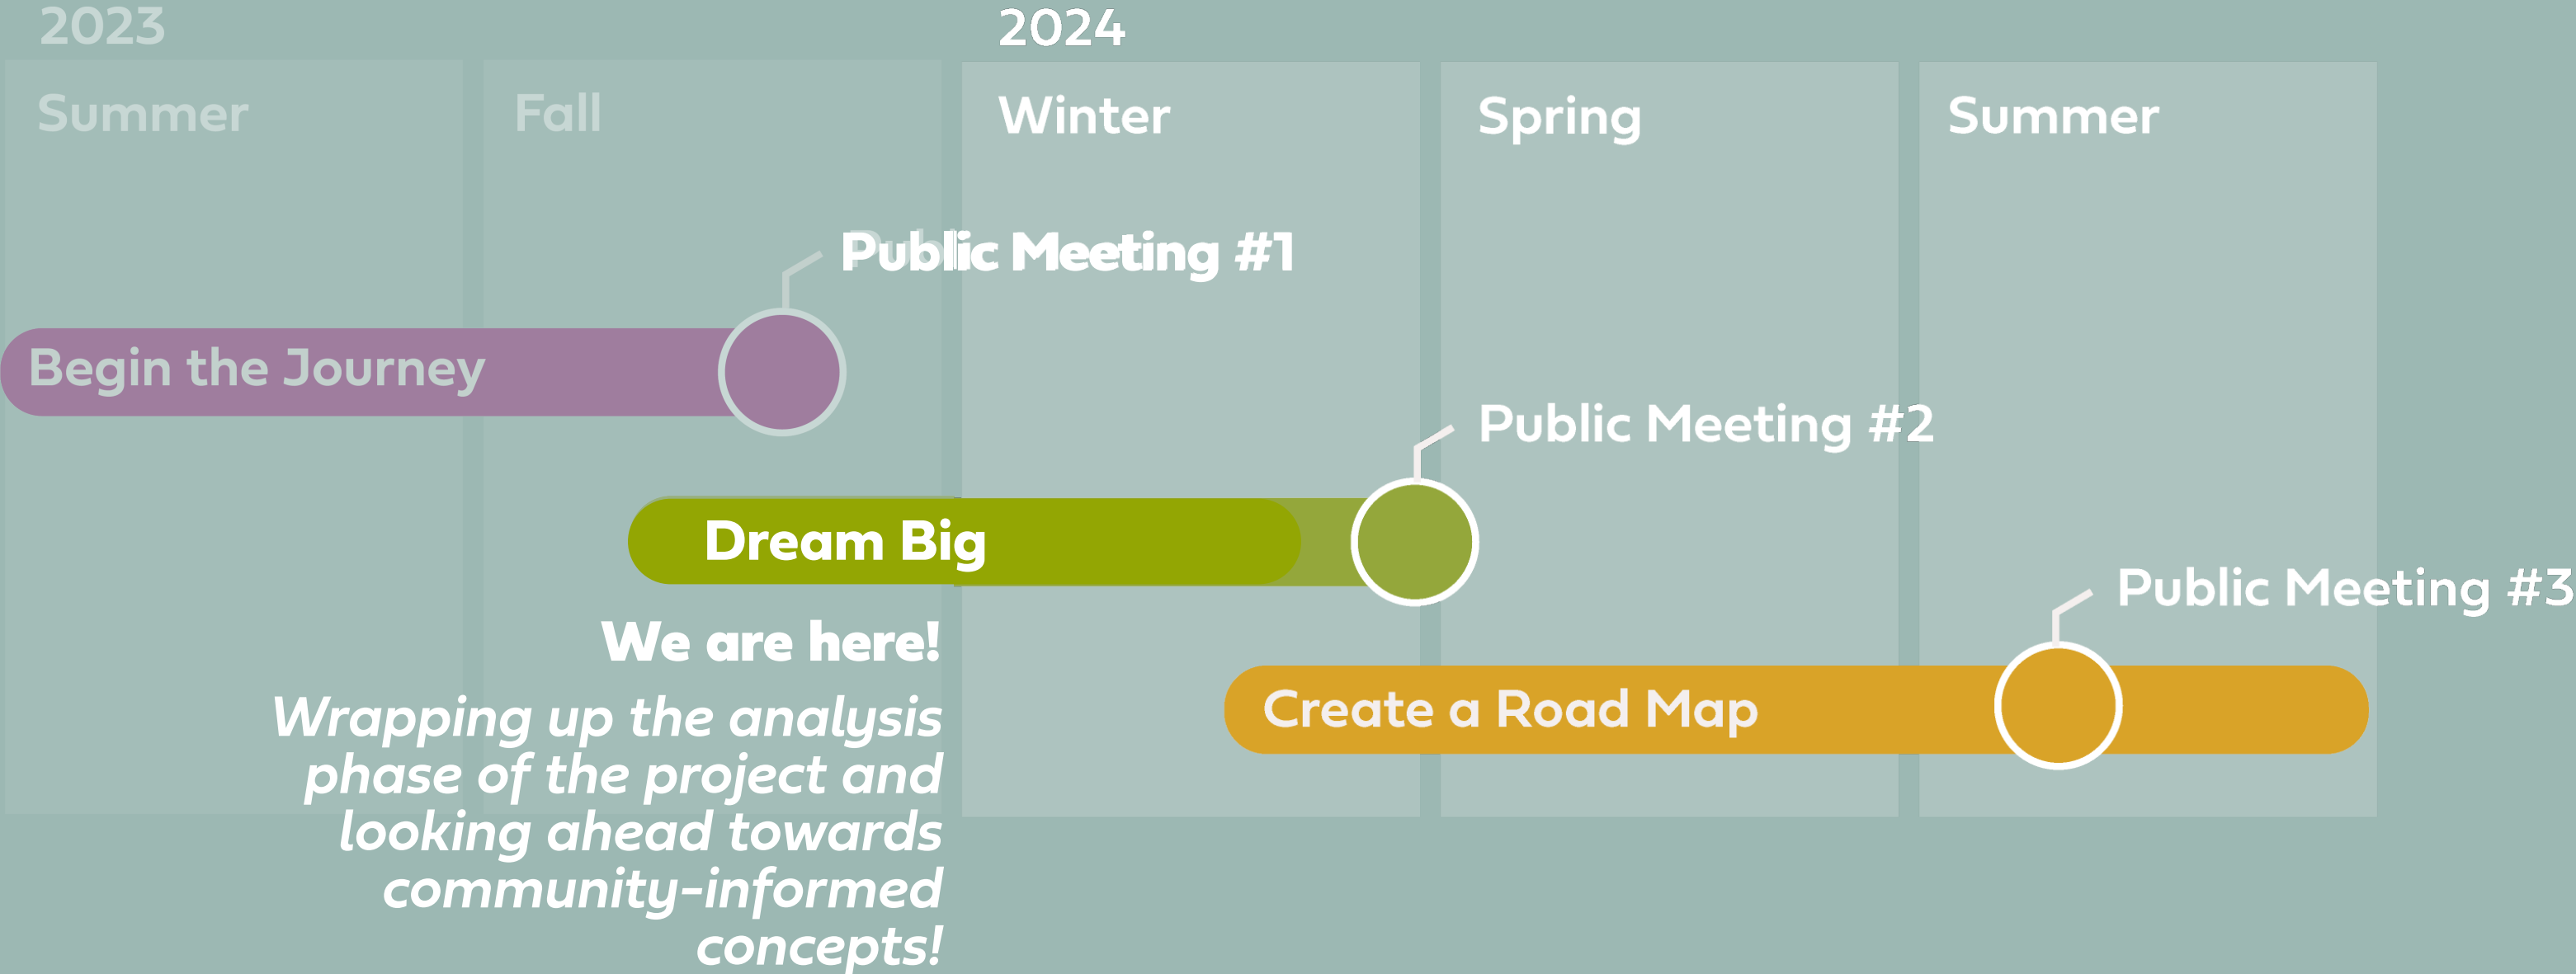 2023
2024
Summer
Fall
Winter
Spring
Summer
Public Meeting #1
Begin the Journey
Public Meeting #2
Dream Big
Public Meeting #3
We are here!
Create a Road Map
Wrapping up the analysis
phase of the project and
looking ahead towards
community-informed
concepts!